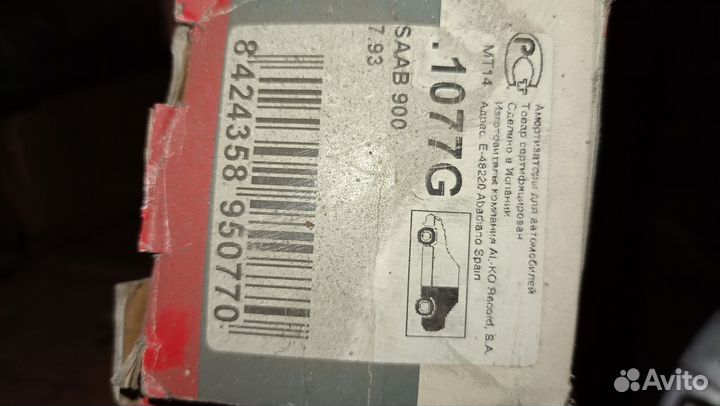 Амортизаторы для автомобилей
Товар сертифицирован
Сделано в Испании
Изготовитель компания AL-KO Record, S.A.
MT14 Адрес: E-48220 Abadiano Spain
.1077G
SAAB 900
7.93
8 424358 950770
Avito